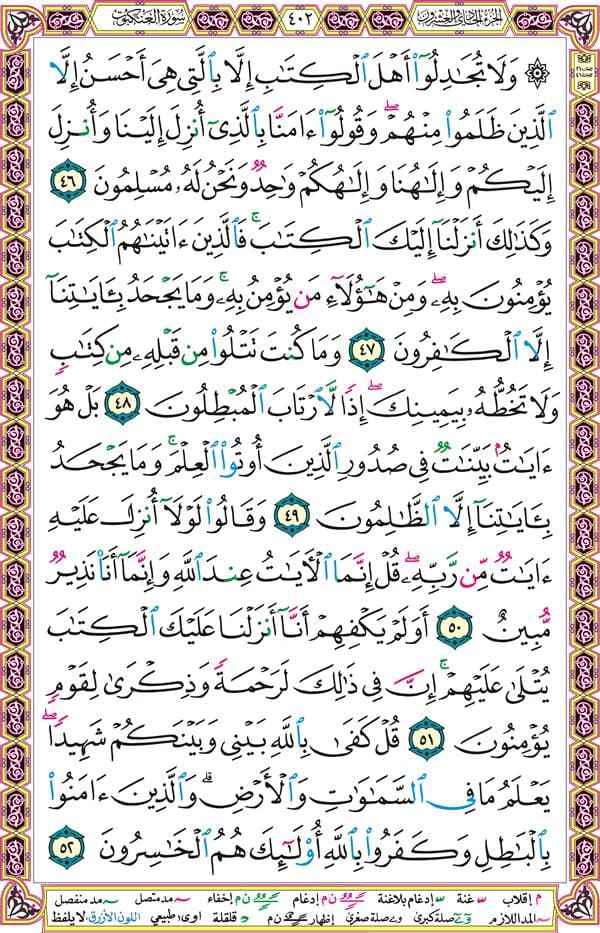 الجزء الحادي والعشرون
٤٠٢
سورة العنكبوت
۞ وَلَا تُجَٰدِلُوٓا۟ أَهْلَ ٱلْكِتَٰبِ إِلَّا بِٱلَّتِى هِىَ أَحْسَنُ إِلَّا
ٱلَّذِينَ ظَلَمُوا۟ مِنْهُمْ ۖ وَقُولُوٓا۟ ءَامَنَّا بِٱلَّذِىٓ أُنزِلَ إِلَيْنَا وَأُنزِلَ
إِلَيْكُمْ وَإِلَٰهُنَا وَإِلَٰهُكُمْ وَٰحِدٌ وَنَحْنُ لَهُۥ مُسْلِمُونَ ٤٦
وَكَذَٰلِكَ أَنزَلْنَآ إِلَيْكَ ٱلْكِتَٰبَ ۚ فَٱلَّذِينَ ءَاتَيْنَٰهُمُ ٱلْكِتَٰبَ
يُؤْمِنُونَ بِهِۦ ۖ وَمِنْ هَٰٓؤُلَآءِ مَن يُؤْمِنُ بِهِۦ ۚ وَمَا يَجْحَدُ بِـَٔايَٰتِنَآ
إِلَّا ٱلْكَٰفِرُونَ ٤٧ وَمَا كُنتَ تَتْلُوا۟ مِن قَبْلِهِۦ مِن كِتَٰبٍ
وَلَا تَخُطُّهُۥ بِيَمِينِكَ ۖ إِذًا لَّٱرْتَابَ ٱلْمُبْطِلُونَ ٤٨ بَلْ هُوَ
ءَايَٰتٌۢ بَيِّنَٰتٌ فِى صُدُورِ ٱلَّذِينَ أُوتُوا۟ ٱلْعِلْمَ ۚ وَمَا يَجْحَدُ
بِـَٔايَٰتِنَآ إِلَّا ٱلظَّٰلِمُونَ ٤٩ وَقَالُوا۟ لَوْلَآ أُنزِلَ عَلَيْهِ
ءَايَٰتٌ مِّن رَّبِّهِۦ ۖ قُلْ إِنَّمَا ٱلْءَايَٰتُ عِندَ ٱللَّهِ وَإِنَّمَآ أَنَا۠ نَذِيرٌ
مُّبِينٌ ٥٠ أَوَلَمْ يَكْفِهِمْ أَنَّآ أَنزَلْنَا عَلَيْكَ ٱلْكِتَٰبَ
يُتْلَىٰ عَلَيْهِمْ ۚ إِنَّ فِى ذَٰلِكَ لَرَحْمَةً وَذِكْرَىٰ لِقَوْمٍ
يُؤْمِنُونَ ٥١ قُلْ كَفَىٰ بِٱللَّهِ بَيْنِى وَبَيْنَكُمْ شَهِيدًا ۖ
يَعْلَمُ مَا فِى ٱلسَّمَٰوَٰتِ وَٱلْأَرْضِ ۗ وَٱلَّذِينَ ءَامَنُوا۟
بِٱلْبَٰطِلِ وَكَفَرُوا۟ بِٱللَّهِ أُو۟لَٰٓئِكَ هُمُ ٱلْخَٰسِرُونَ ٥٢
م إقلاب غنة إدغام بلاغنة ن م إدغام إخفاء مد متصل مد منفصل
المد اللازم صلة كبرى صلة صغرى إظهار ن م قلقلة اوى طبيعي اللون الأزرق لا يلفظ